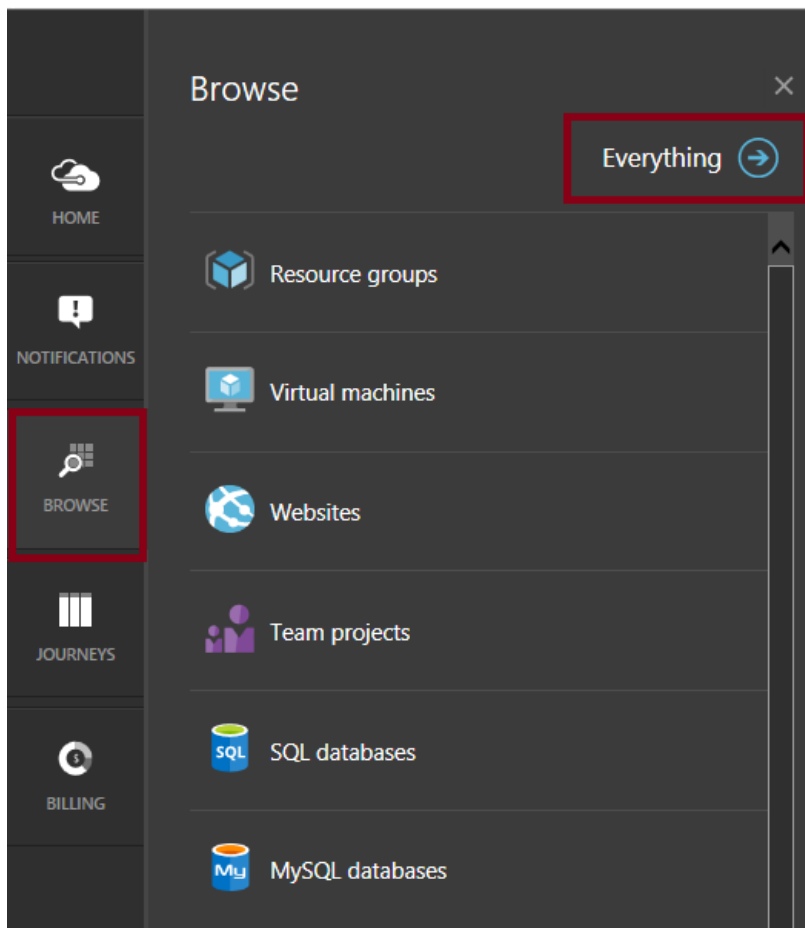 Browse
Everything
HOME
Resource groups
NOTIFICATIONS
Virtual machines
BROWSE
Websites
JOURNEYS
Team projects
SQL
SQL databases
BILLING
My
MySQL databases